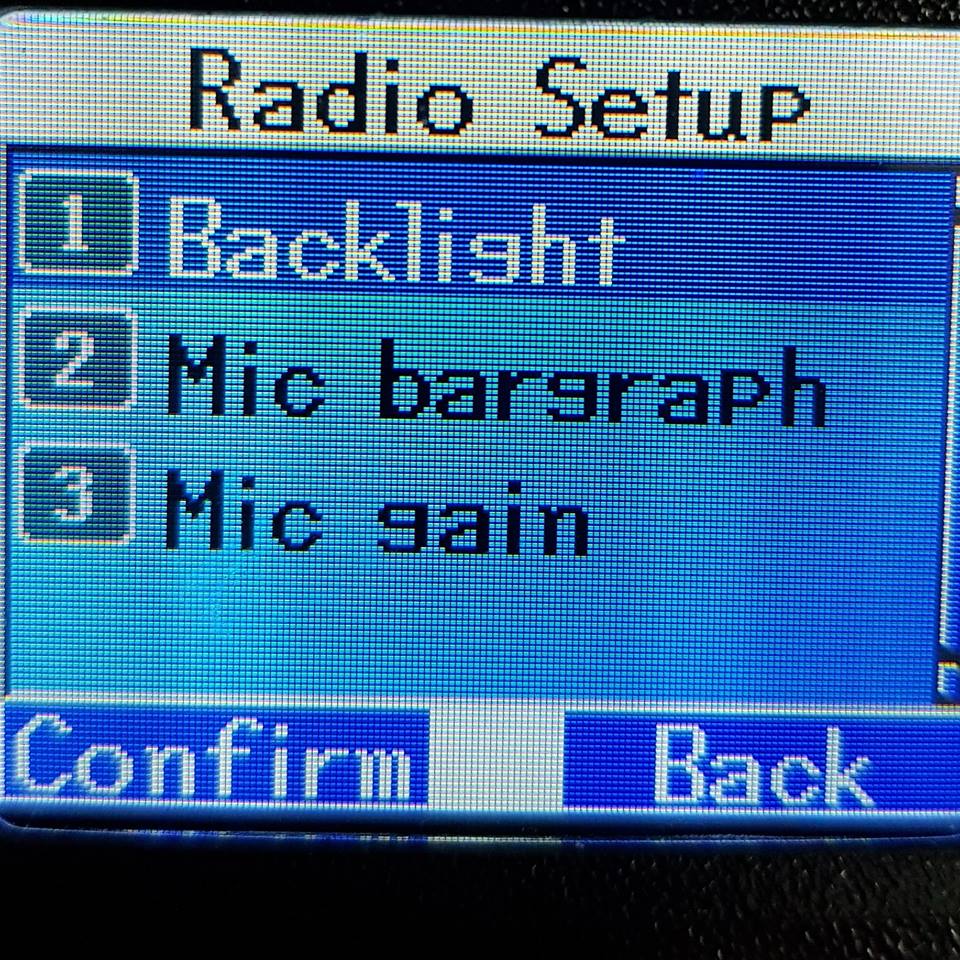 Radio Setup
1 Backlight
2 Mic bargraph
3 Mic gain
Confirm Back